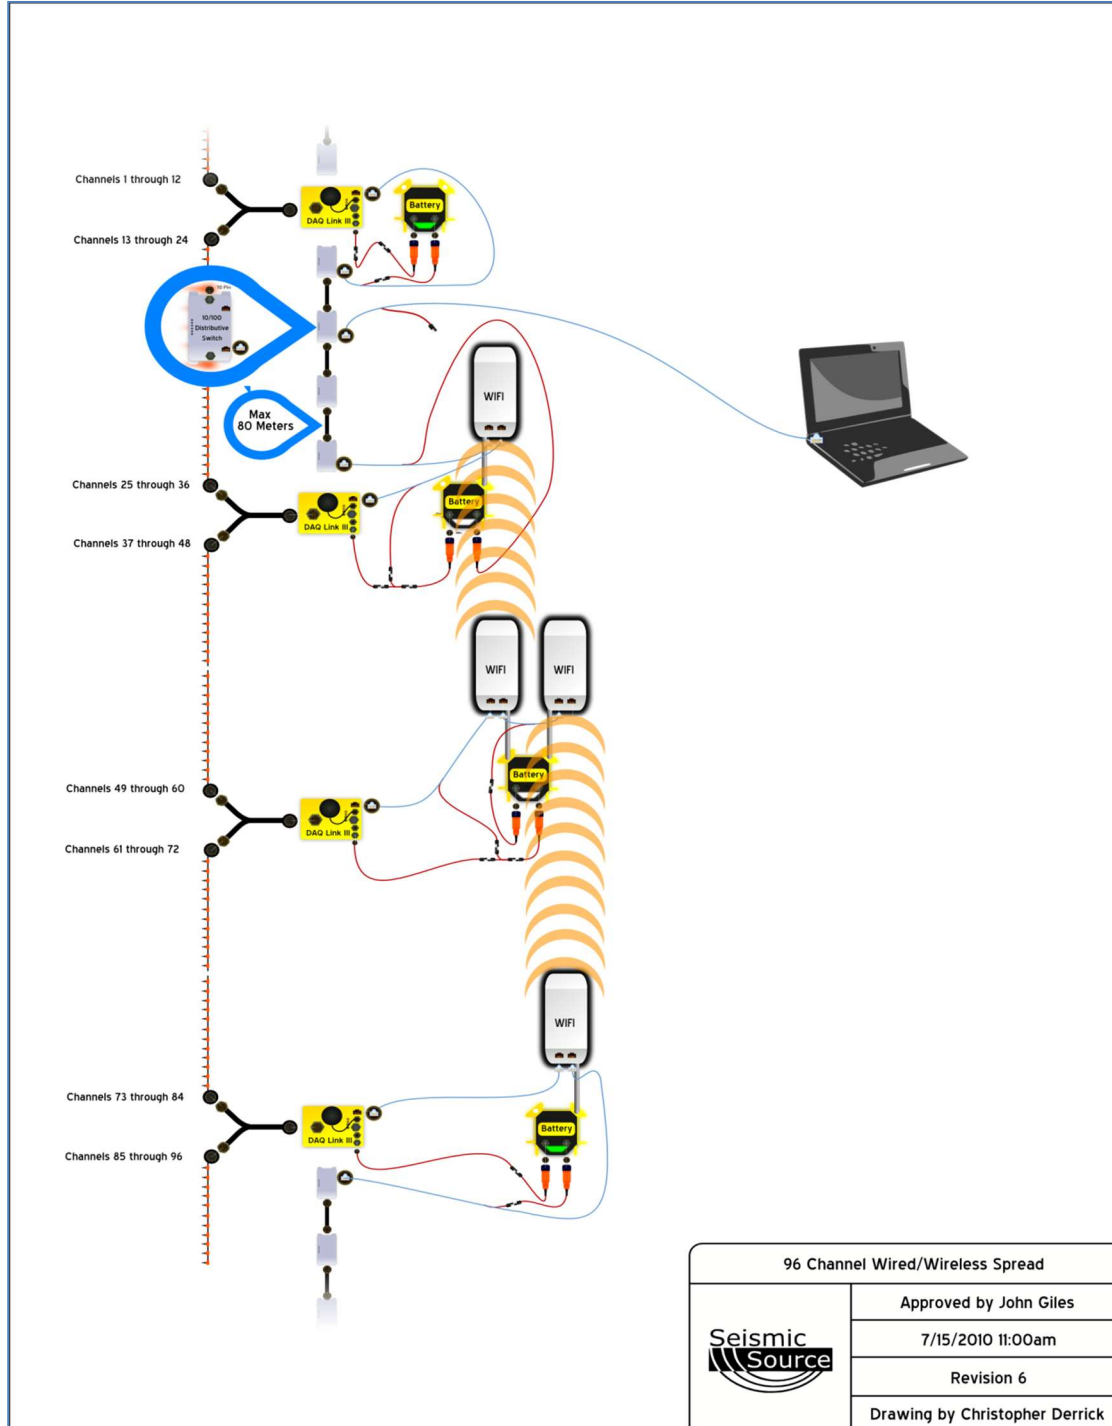 Channels 1 through 12
DAQ Link III
Battery
Channels 13 through 24
10 Pin
10/100
Distributive
Switch
WIFI
Max
80 Meters
Channels 25 through 36
Battery
DAQ Link III
Channels 37 through 48
WIFI
WIFI
Battery
Channels 49 through 60
DAQ Link III
Channels 61 through 72
WIFI
Channels 73 through 84
Battery
DAQ Link III
Channels 85 through 96
96 Channel Wired/Wireless Spread
Approved by John Giles
Seismic
Source
7/15/2010 11:00am
Revision 6
Drawing by Christopher Derrick